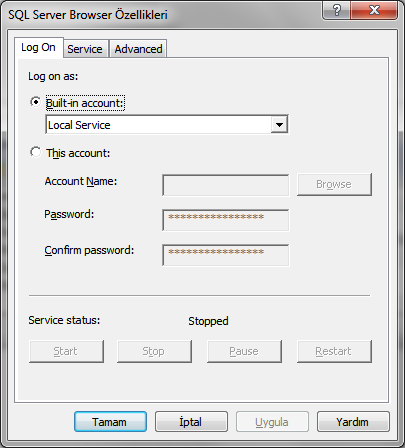 SQL Server Browser Özellikleri
?
Log On
Service
Advanced
Log on as:
Built-in account:
Local Service
This account:
Account Name:
Browse
Password:
****************
Confirm password:
****************
Service status:
Stopped
Start
Stop
Pause
Restart
Tamam
İptal
Uygula
Yardım